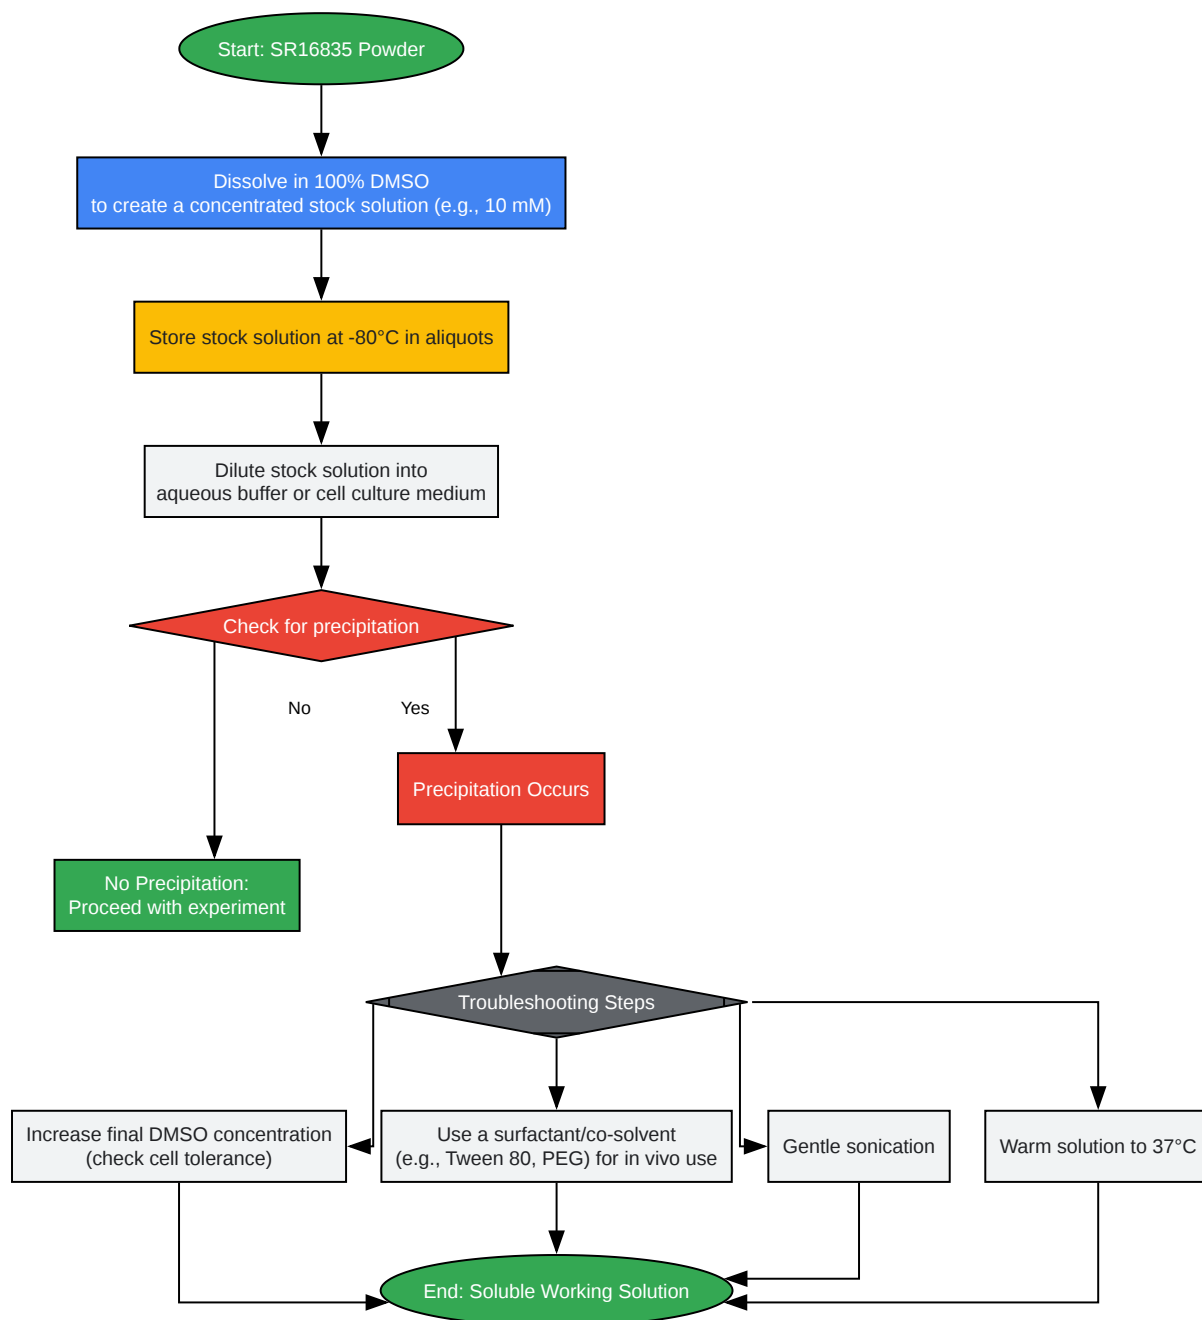 Start: SR16835 Powder
Dissolve in 100% DMSO
to create a concentrated stock solution (e.g., 10 mM)
Store stock solution at -80°C in aliquots
Dilute stock solution into
aqueous buffer or cell culture medium
Check for precipitation
No
Yes
Precipitation Occurs
No Precipitation:
Proceed with experiment
Troubleshooting Steps
Increase final DMSO concentration
(check cell tolerance)
Use a surfactant/co-solvent
(e.g., Tween 80, PEG) for in vivo use
Gentle sonication
Warm solution to 37°C
End: Soluble Working Solution